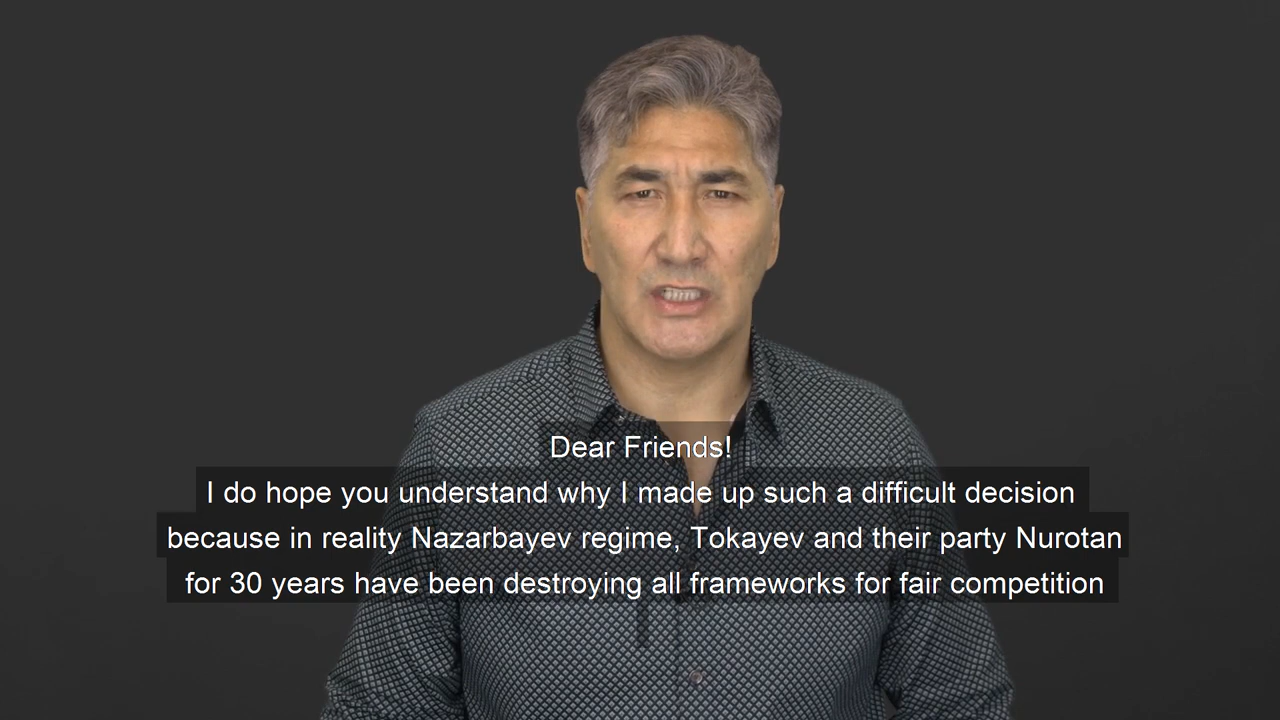 Dear Friends!
I do hope you understand why I made up such a difficult decision
because in reality Nazarbayev regime, Tokayev and their party Nurotan
for 30 years have been destroying all frameworks for fair competition